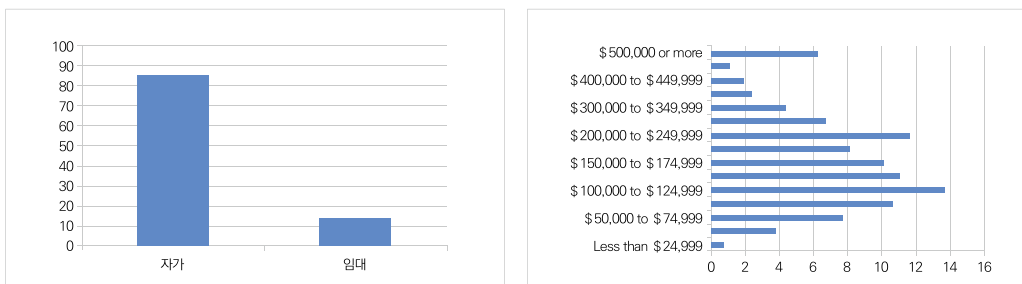 100
90
80
70
60
50
40
30
20
10
0
자가 임대
$500,000 or more
$400,000 to $449,999
$300,000 to $349,999
$200,000 to $249,999
$150,000 to $174,999
$100,000 to $124,999
$50,000 to $74,999
Less than $24,999
0 2 4 6 8 10 12 14 16